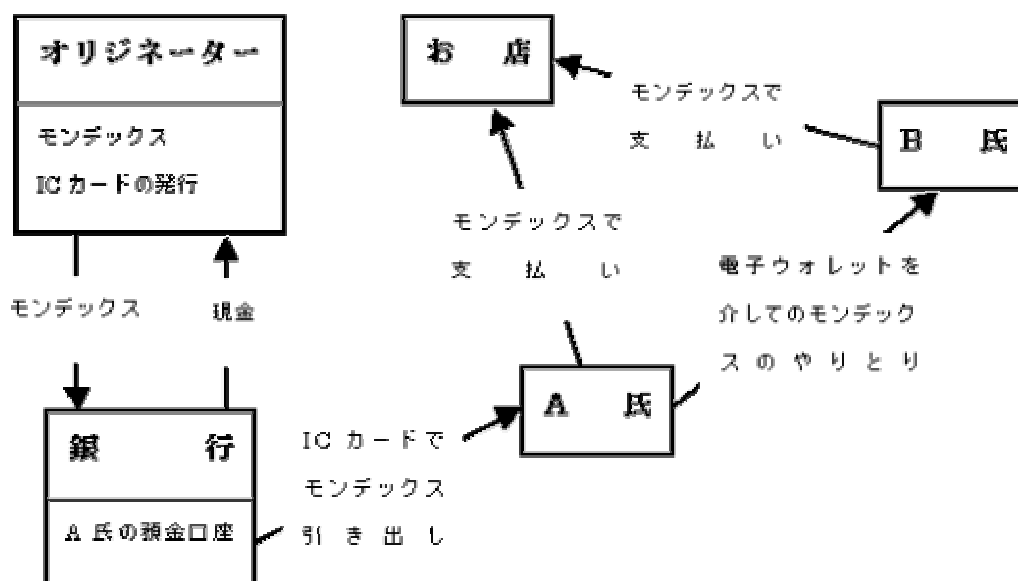 オリジネーター
モンデックス
ICカードの発行
お店
モンデックスで
支払い
B氏
モンデックスで
支払い
電子ウォレットを
介してのモンデック
スのやりとり
モンデックス
現金
A氏
銀行
A氏の預金口座
ICカードで
モンデックス
引き出し